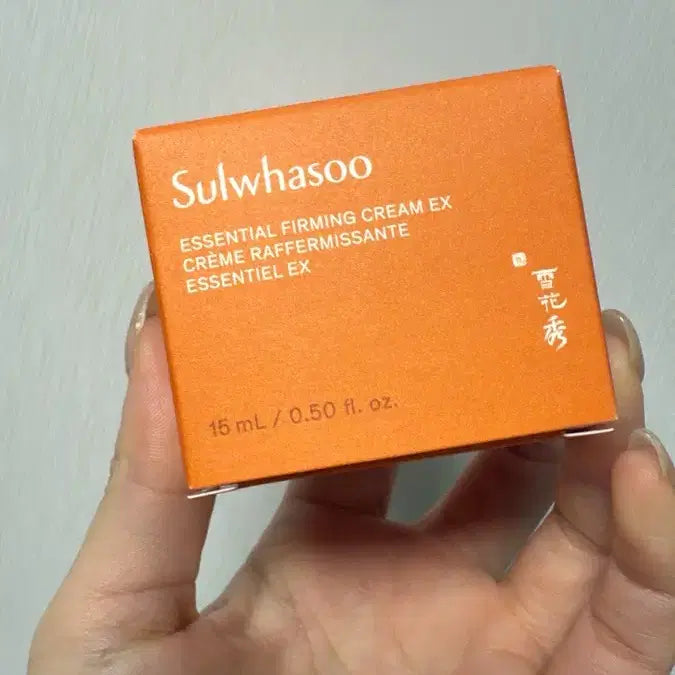 Sulwhasoo
ESSENTIAL FIRMING CREAM EX
CRÈME RAFFERMISSANTE
ESSENTIEL EX
雪花秀
15 mL / 0.50 fl. oz.